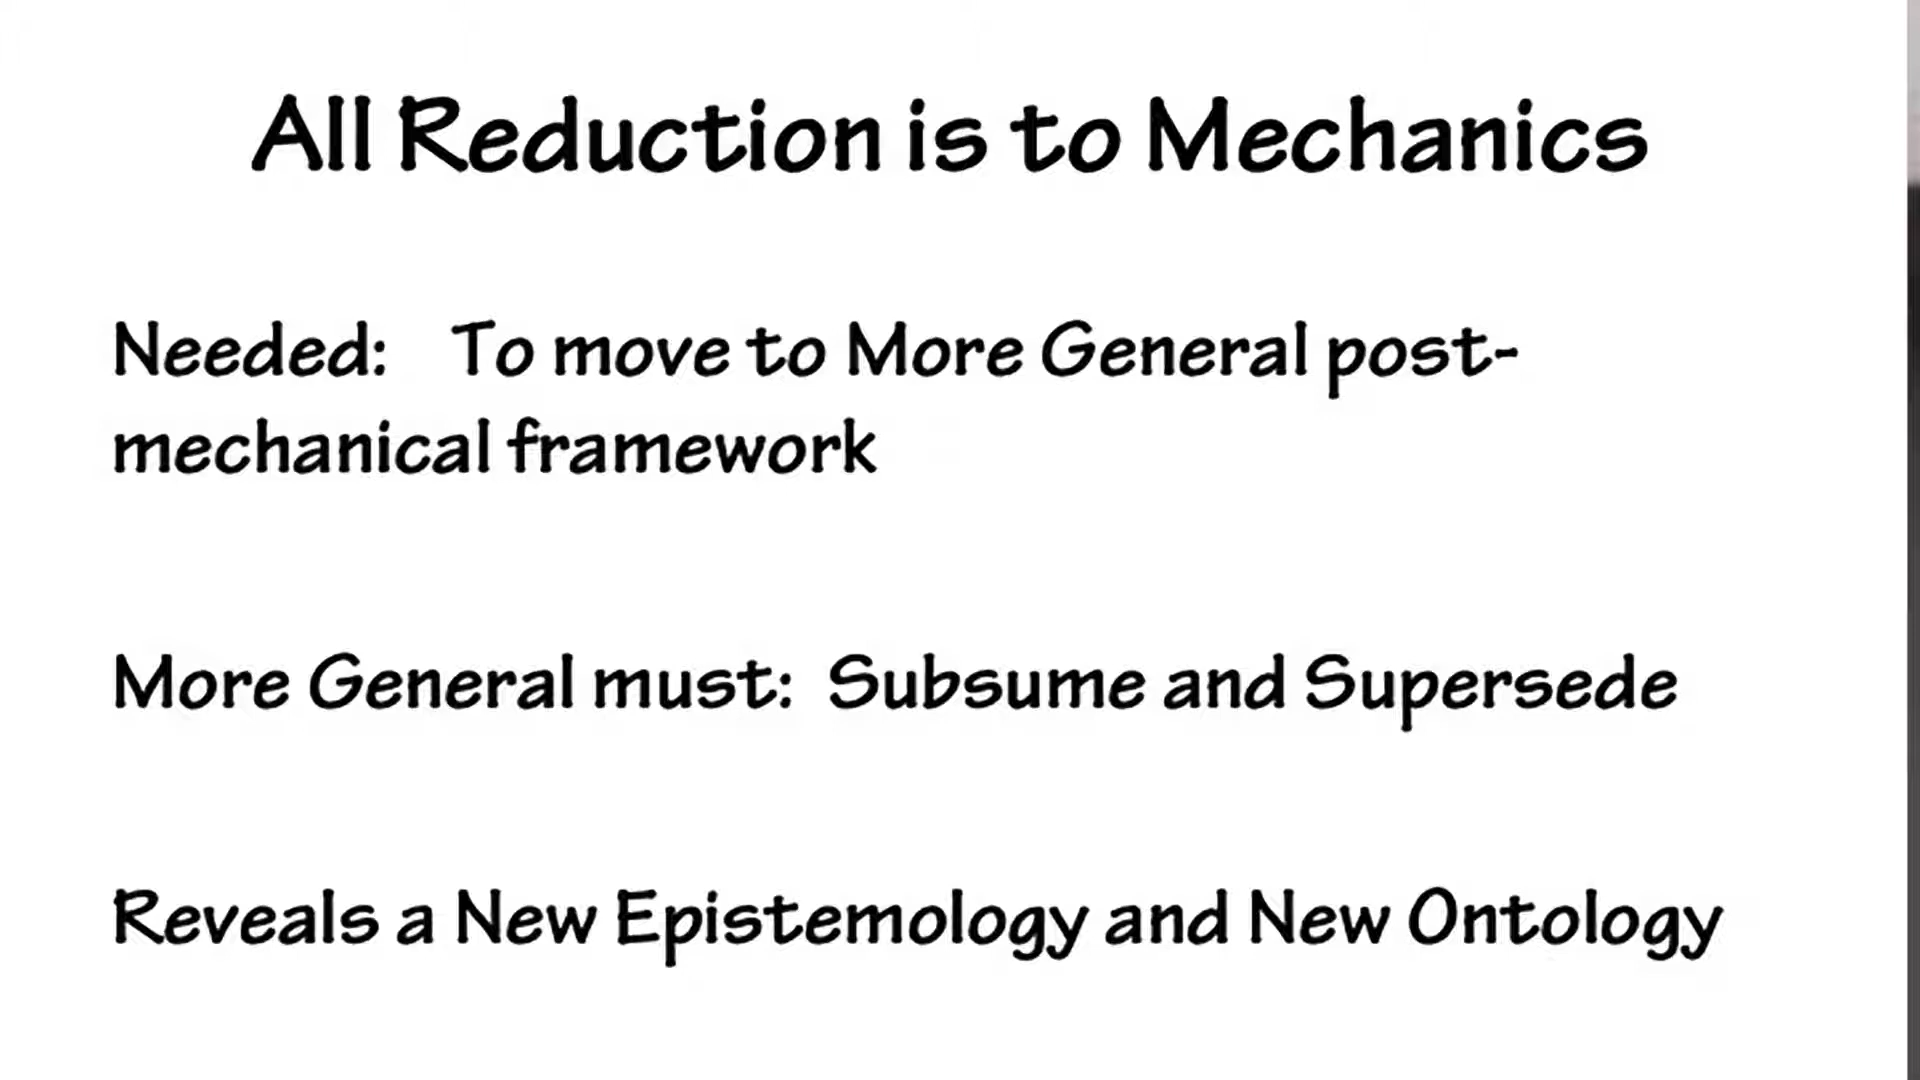 All Reduction is to Mechanics
Needed: To move to More General post-
mechanical framework
More General must: Subsume and Supersede
Reveals a New Epistemology and New Ontology